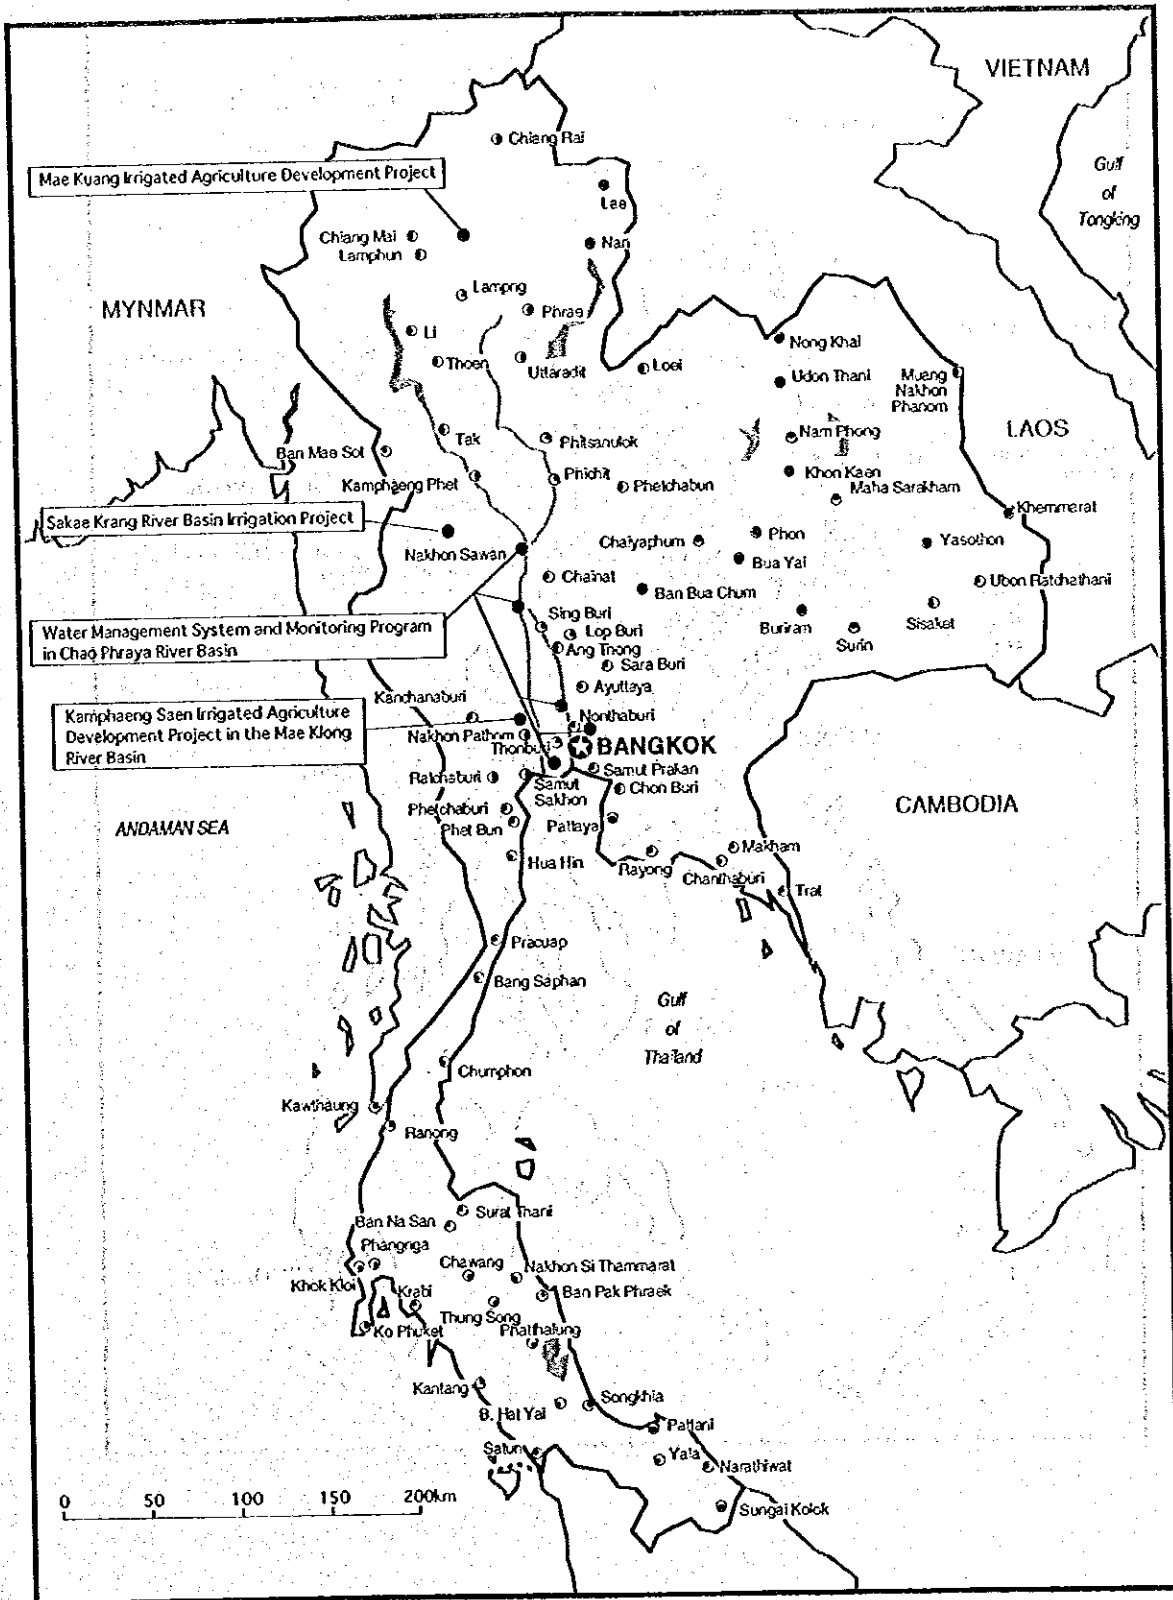 VIETNAM
Chiang Rai
Gulf
of
Tongking
Mae Kuang Irrigated Agriculture Development Project
Lae
Chiang Mai
Nan
Lamphun
Lampng
MYNMAR
Phrae
Li
Nong Khai
Thoen
Uttaradit
Loei
Udon Thani
Muang
Nakhon
Phanom
LAOS
Tak
Phitsanulok
Nam Phong
Ban Mae Sot
Kamphaeng Phet
Phichit
Khon Kaen
Phetchabun
Maha Sarakham
Khemmerat
Sakae Krang River Basin Irrigation Project
Nakhon Sawan
Chaiyaphum
Phon
Yasothon
Bua Yai
Chainat
Ban Bua Chum
Ubon Ratchathani
Sing Buri
Lop Buri
Buriram
Surin
Sisaket
Water Management System and Monitoring Program
in Chao Phraya River Basin
Ang Thong
Sara Buri
Ayuttaya
Kanchanaburi
Kamphaeng Saen Irrigated Agriculture
Development Project in the Mae Klong
River Basin
Nonthaburi
Nakhon Pathom
Thonburi
BANGKOK
Ratchaburi
Samut Prakan
Samut
Sakhon
Chon Buri
CAMBODIA
Phetchaburi
Phet Bun
Pattaya
ANDAMAN SEA
Hua Hin
Rayong
Makham
Chanthaburi
Trat
Pracuap
Bang Saphan
Gulf
of
Thailand
Chumphon
Kawthaung
Ranong
Ban Na San
Surat Thani
Phangnga
Khok Kloi
Chawang
Nakhon Si Thammarat
Krabi
Ban Pak Phraek
Thung Song
Ko Phuket
Phatthalung
Kantang
Songkhla
B. Hat Yai
Pattani
Satun
Yala
Narathiwat
0 50 100 150 200km
Sungai Kolok